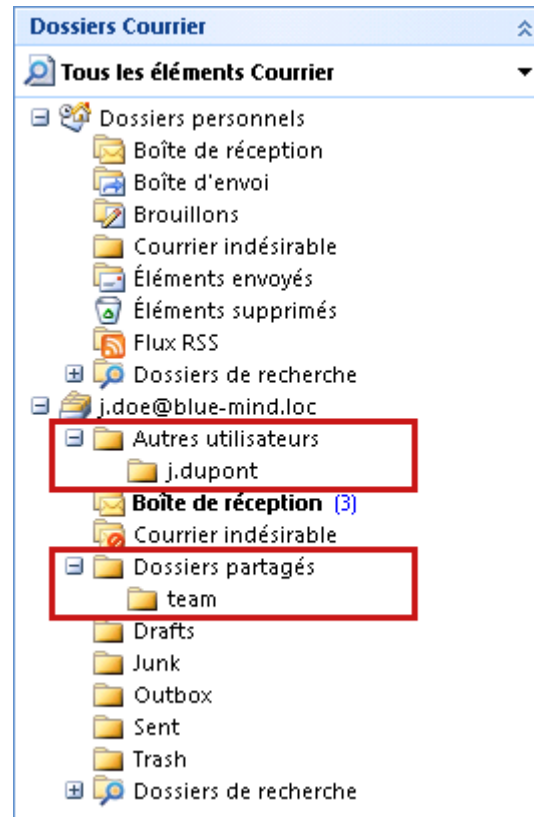 Dossiers Courrier
Tous les éléments Courrier
Dossiers personnels
Boîte de réception
Boîte d'envoi
Brouillons
Courrier indésirable
Éléments envoyés
Éléments supprimés
Flux RSS
Dossiers de recherche
j.doe@blue-mind.loc
Autres utilisateurs
j.dupont
Boîte de réception (3)
Courrier indésirable
Dossiers partagés
team
Drafts
Junk
Outbox
Sent
Trash
Dossiers de recherche